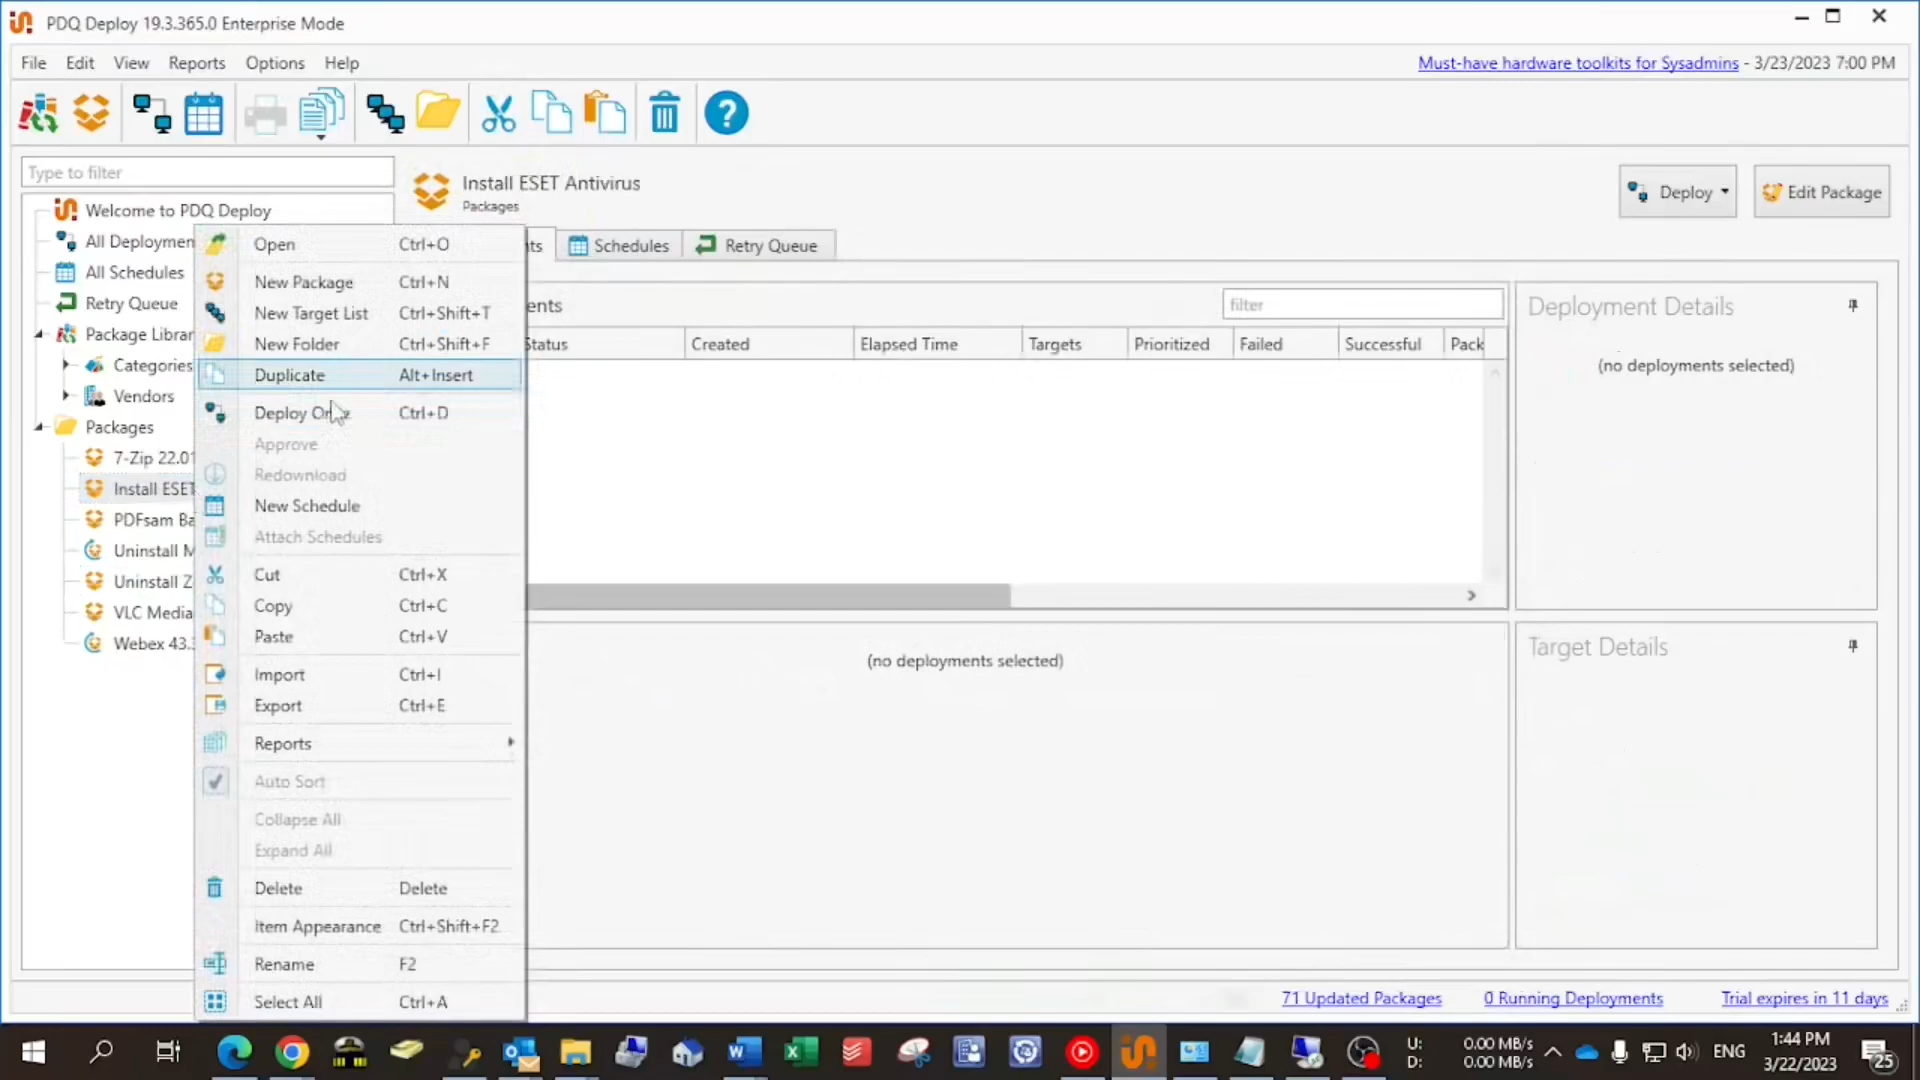 PDQ Deploy 19.3.365.0 Enterprise Mode
File Edit View Reports Options Help
Must-have hardware toolkits for Sysadmins - 3/23/2023 7:00 PM
Type to filter
Install ESET Antivirus
Packages
Deploy
Edit Package
Welcome to PDQ Deploy
All Deploymen
All Schedules
Retry Queue
Package Librar
Categories
Vendors
Packages
7-Zip 22.01
Install ESET
PDFsam Ba
Uninstall M
Uninstall Z
VLC Media
Webex 43.
Open Ctrl+O
New Package Ctrl+N
New Target List Ctrl+Shift+T
New Folder Ctrl+Shift+F
Duplicate Alt+Insert
Deploy Once Ctrl+D
Approve
Redownload
New Schedule
Attach Schedules
Cut Ctrl+X
Copy Ctrl+C
Paste Ctrl+V
Import Ctrl+I
Export Ctrl+E
Reports
Auto Sort
Collapse All
Expand All
Delete Delete
Item Appearance Ctrl+Shift+F2
Rename F2
Select All Ctrl+A
nts
Schedules
Retry Queue
ents
filter
Status Created Elapsed Time Targets Prioritized Failed Successful Pack
(no deployments selected)
Deployment Details
(no deployments selected)
Target Details
71 Updated Packages 0 Running Deployments Trial expires in 11 days
U: 0.00 MB/s
D: 0.00 MB/s
ENG
1:44 PM
3/22/2023
25